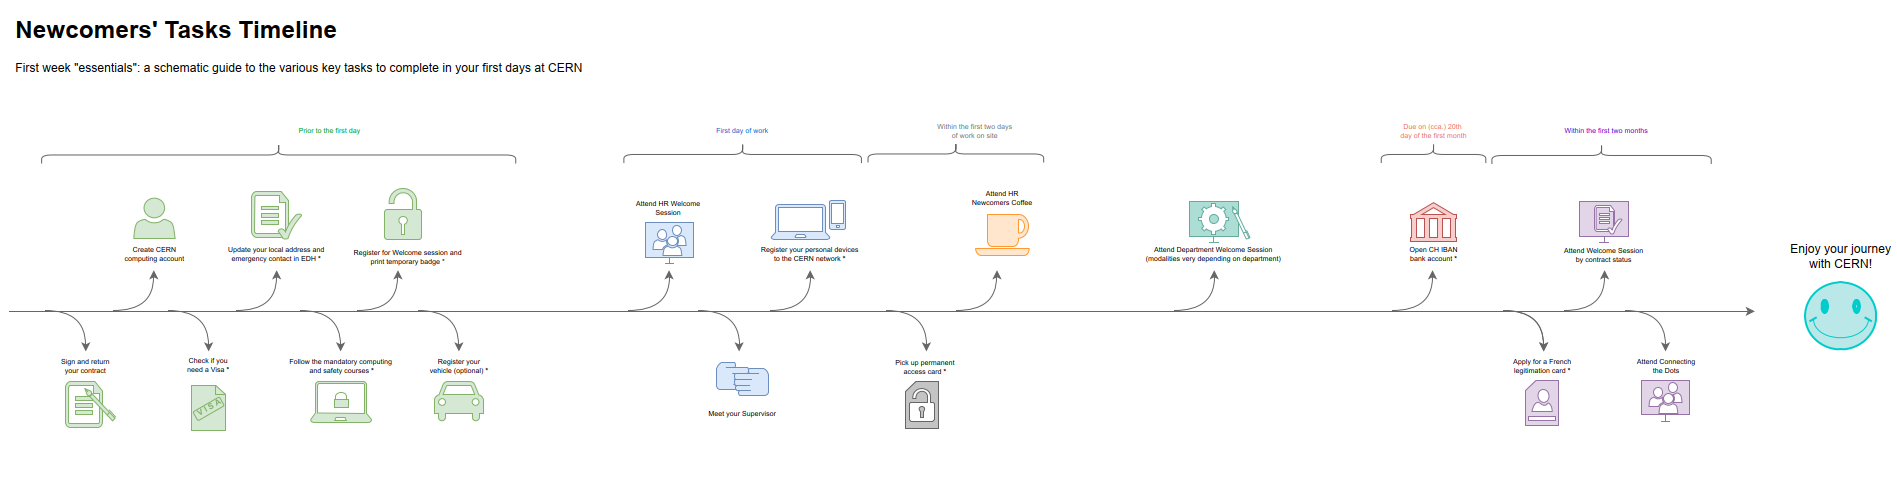 Newcomers' Tasks Timeline
First week "essentials": a schematic guide to the various key tasks to complete in your first days at CERN
Prior to the first day
First day of work
Within the first two days
of work on site
Due on (cca.) 20th
day of the first month
Within the first two months
Create CERN
computing account
Update your local address and
emergency contact in EDH *
Register for Welcome session and
print temporary badge *
Attend HR Welcome
Session
Register your personal devices
to the CERN network *
Attend HR
Newcomers Coffee
Attend Department Welcome Session
(modalities very depending on department)
Open CH IBAN
bank account *
Attend Welcome Session
by contract status
Enjoy your journey
with CERN!
Sign and return
your contract
Check if you
need a Visa *
VISA
Follow the mandatory computing
and safety courses *
Register your
vehicle (optional) *
Meet your Supervisor
Pick up permanent
access card *
Apply for a French
legitimation card *
Attend Connecting
the Dots